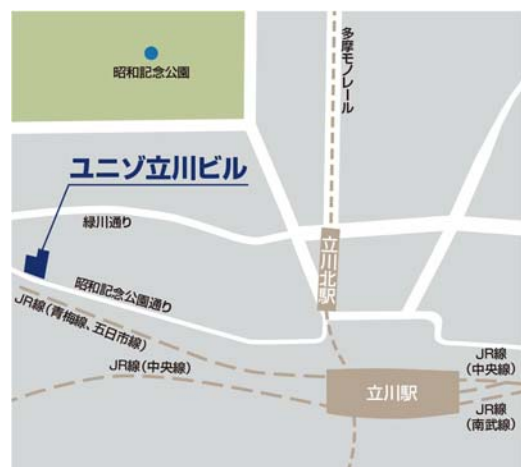 昭和記念公園
多摩モノレール
ユニゾ立川ビル
緑川通り
立川北駅
昭和記念公園通り
JR線(青梅線、五日市線)
JR線(中央線)
立川駅
JR線
(中央線)
JR線
(南武線)